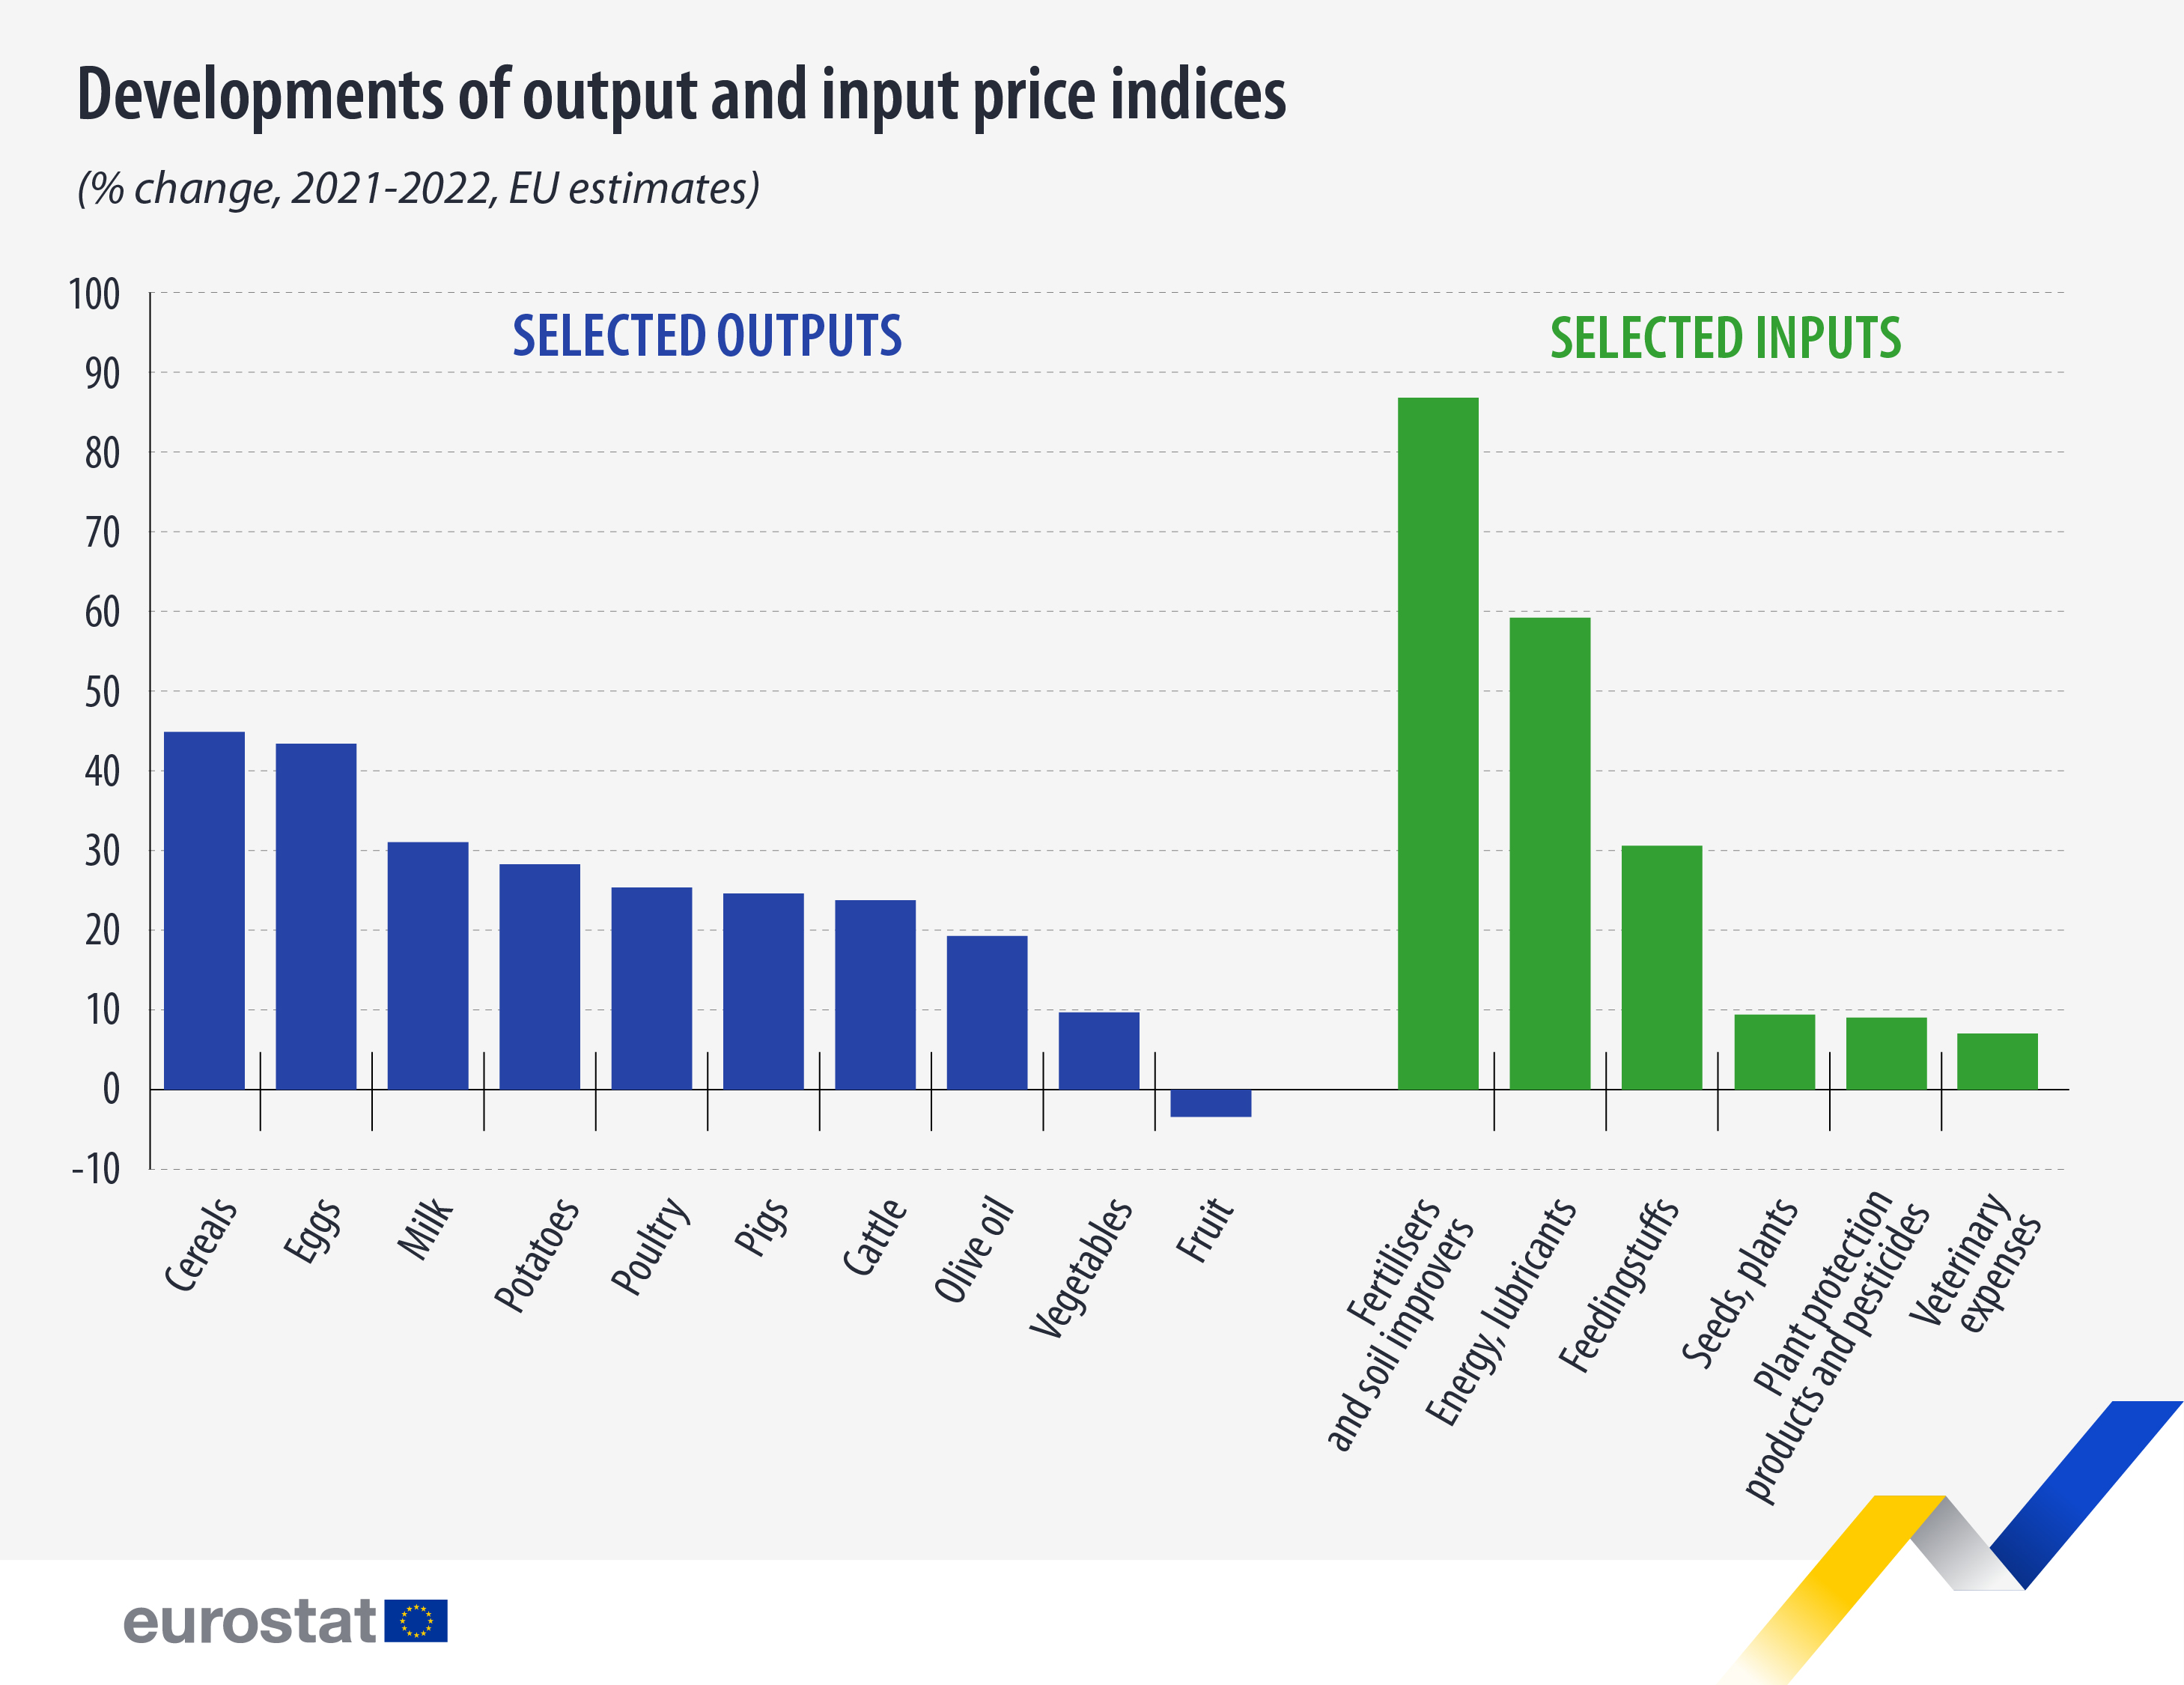 Developments of output and input price indices
(% change, 2021-2022, EU estimates)
SELECTED OUTPUTS
SELECTED INPUTS
100
90
80
70
60
50
40
30
20
10
0
-10
Cereals
Eggs
Milk
Potatoes
Poultry
Pigs
Cattle
Olive oil
Vegetables
Fruit
Fertilisers
and soil improvers
Energy, lubricants
Feedingstuffs
Seeds, plants
Plant protection
products and pesticides
Veterinary
expenses
eurostat